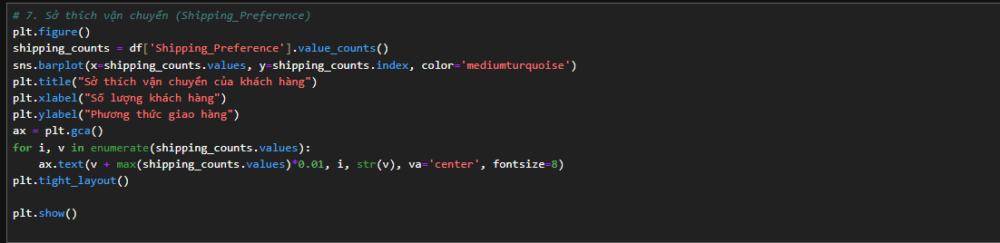 # 7. Sở thích vận chuyển (Shipping_Preference)
plt.figure()
shipping_counts = df['Shipping_Preference'].value_counts()
sns.barplot(x=shipping_counts.values, y=shipping_counts.index, color='mediumturquoise')
plt.title("Sở thích vận chuyển của khách hàng")
plt.xlabel("Số lượng khách hàng")
plt.ylabel("Phương thức giao hàng")
ax = plt.gca()
for i, v in enumerate(shipping_counts.values):
    ax.text(v + max(shipping_counts.values)*0.01, i, str(v), va='center', fontsize=8)
plt.tight_layout()
plt.show()